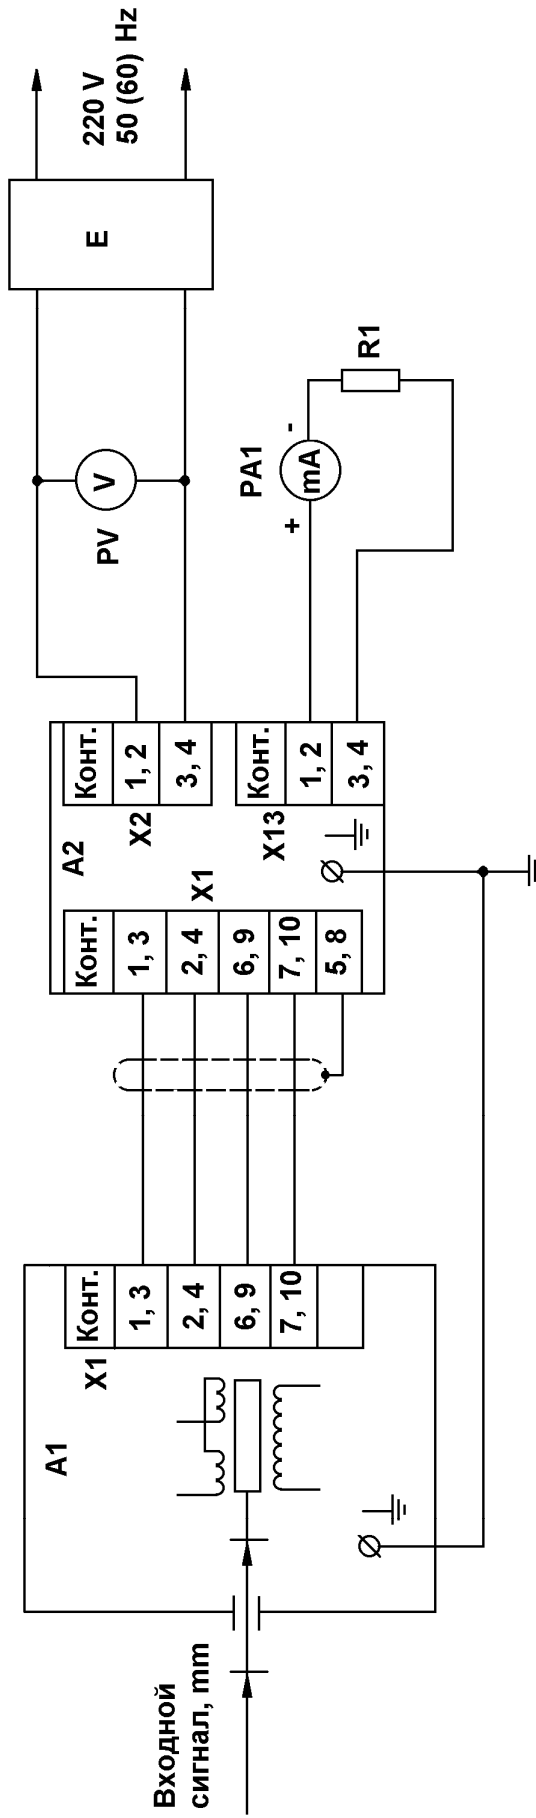 Входной
сигнал, mm
A1
X1
Конт.
1, 3
2, 4
6, 9
7, 10
A2
X1
Конт.
1, 3
2, 4
6, 9
7, 10
5, 8
X2
Конт.
1, 2
3, 4
X13
Конт.
1, 2
3, 4
PV
V
PA1
+
mA
-
R1
E
220 V
50 (60) Hz